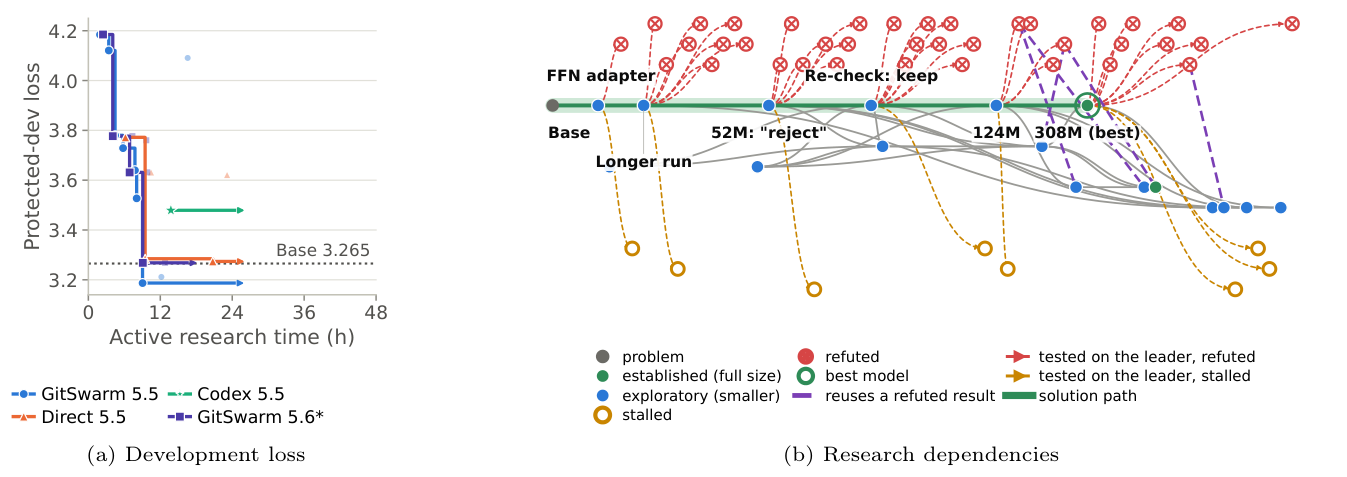 Protected-dev loss
4.2
4.0
3.8
3.6
3.4
3.2
Base 3.265
0 12 24 36 48
Active research time (h)
GitSwarm 5.5
Codex 5.5
Direct 5.5
GitSwarm 5.6*
(a) Development loss
FFN adapter
Re-check: keep
Base
52M: "reject"
124M
308M (best)
Longer run
problem
refuted
tested on the leader, refuted
established (full size)
best model
tested on the leader, stalled
exploratory (smaller)
reuses a refuted result
solution path
stalled
(b) Research dependencies